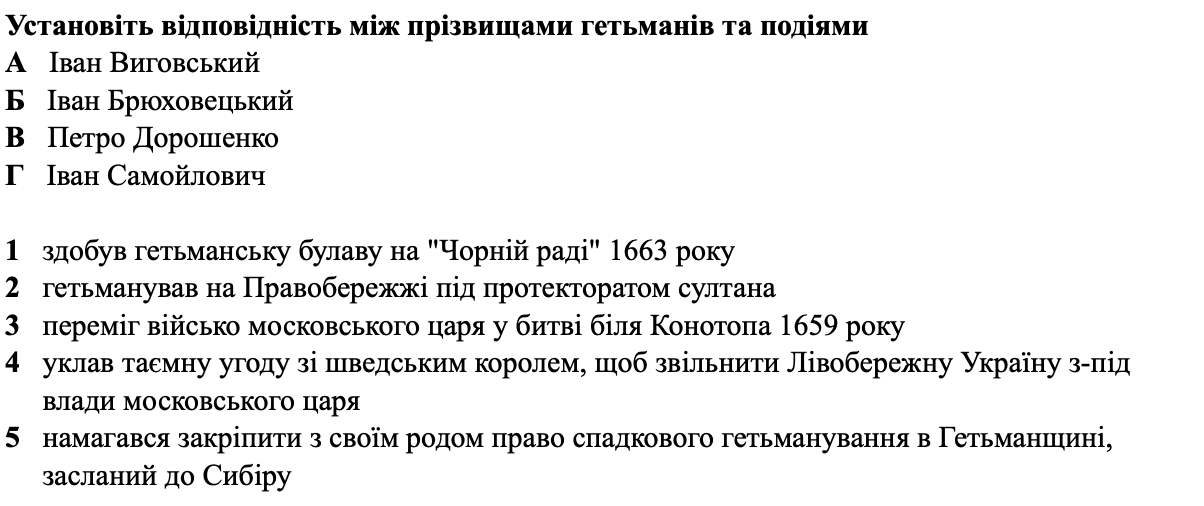 Установіть відповідність між прізвищами гетьманів та подіями
А Іван Виговський
Б Іван Брюховецький
В Петро Дорошенко
Г Іван Самойлович
1 здобув гетьманську булаву на "Чорній раді" 1663 року
2 гетьманував на Правобережжі під протекторатом султана
3 переміг військо московського царя у битві біля Конотопа 1659 року
4 уклав таємну угоду зі шведським королем, щоб звільнити Лівобережну Україну з-під
влади московського царя
5 намагався закріпити з своїм родом право спадкового гетьманування в Гетьманщині,
засланий до Сибіру